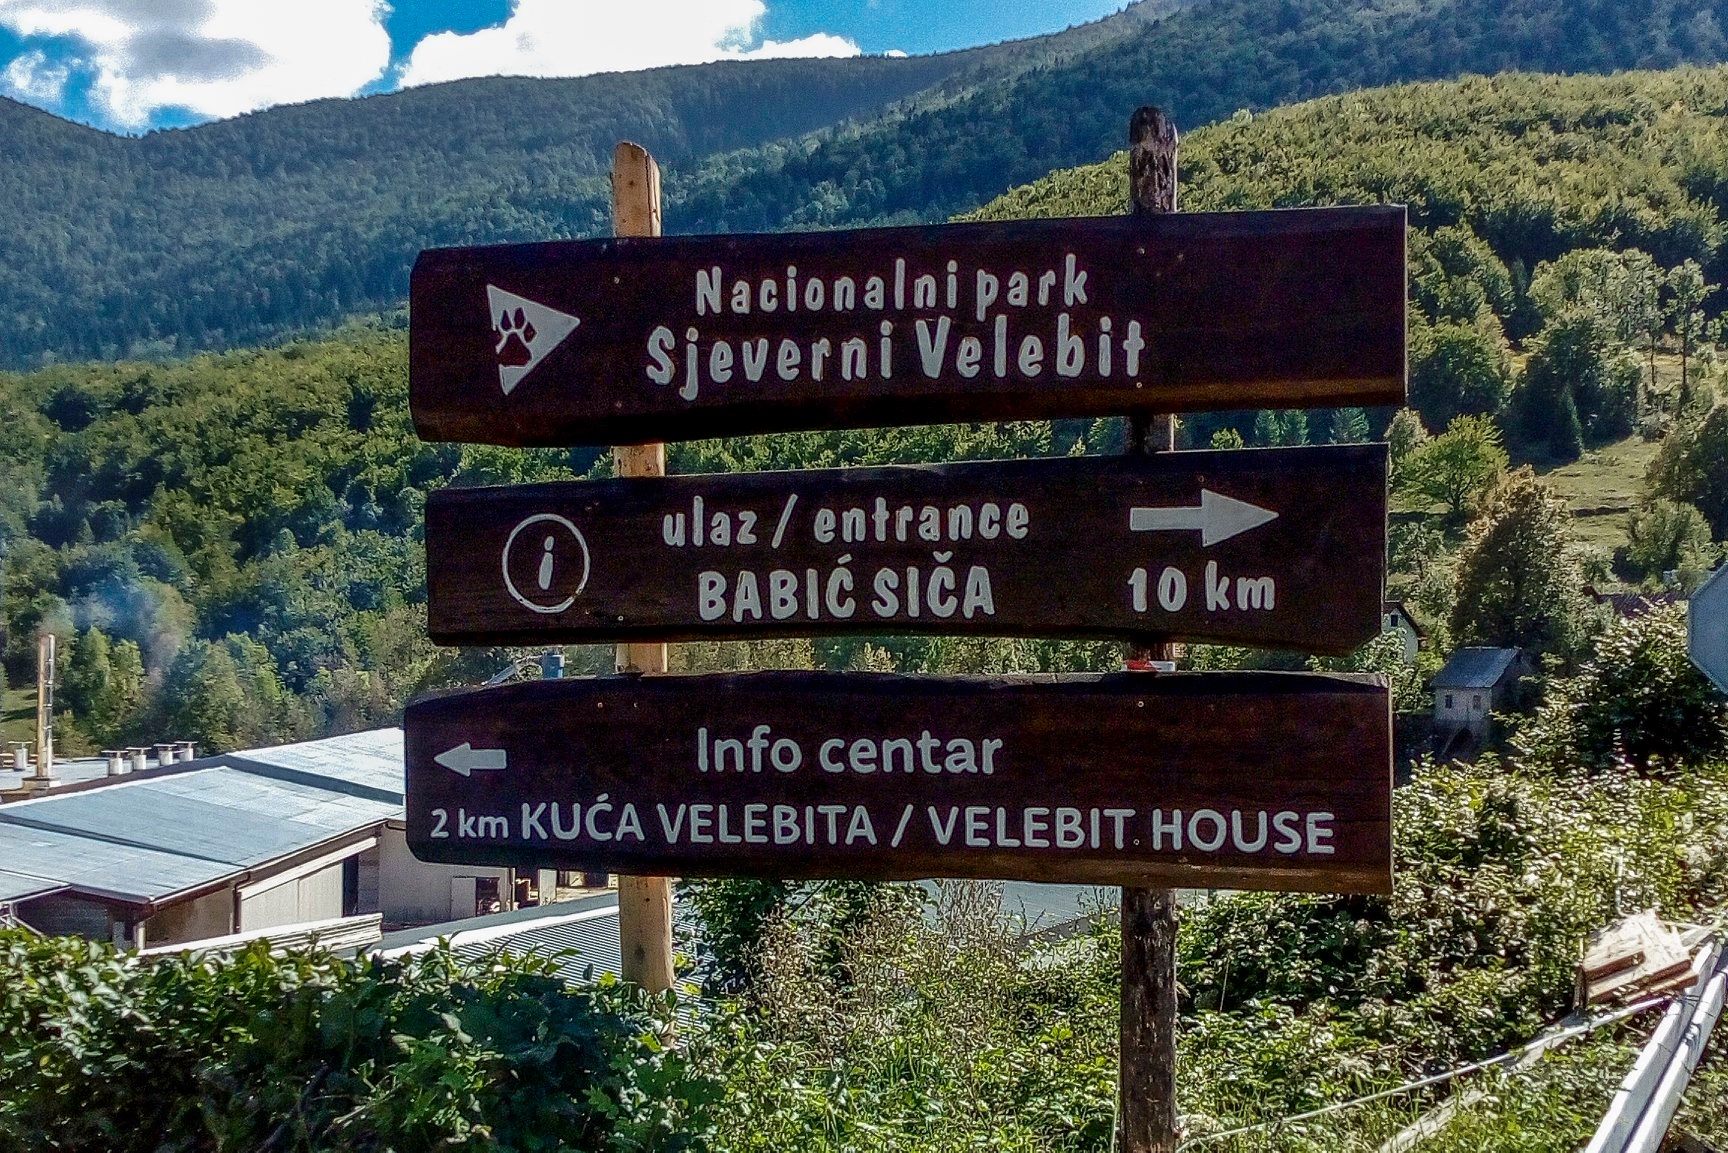 Nacionalni park
Sjeverni Velebit
i
ulaz / entrance
BABIĆ SIČA
10 km
Info centar
2 km KUĆA VELEBITA / VELEBIT HOUSE